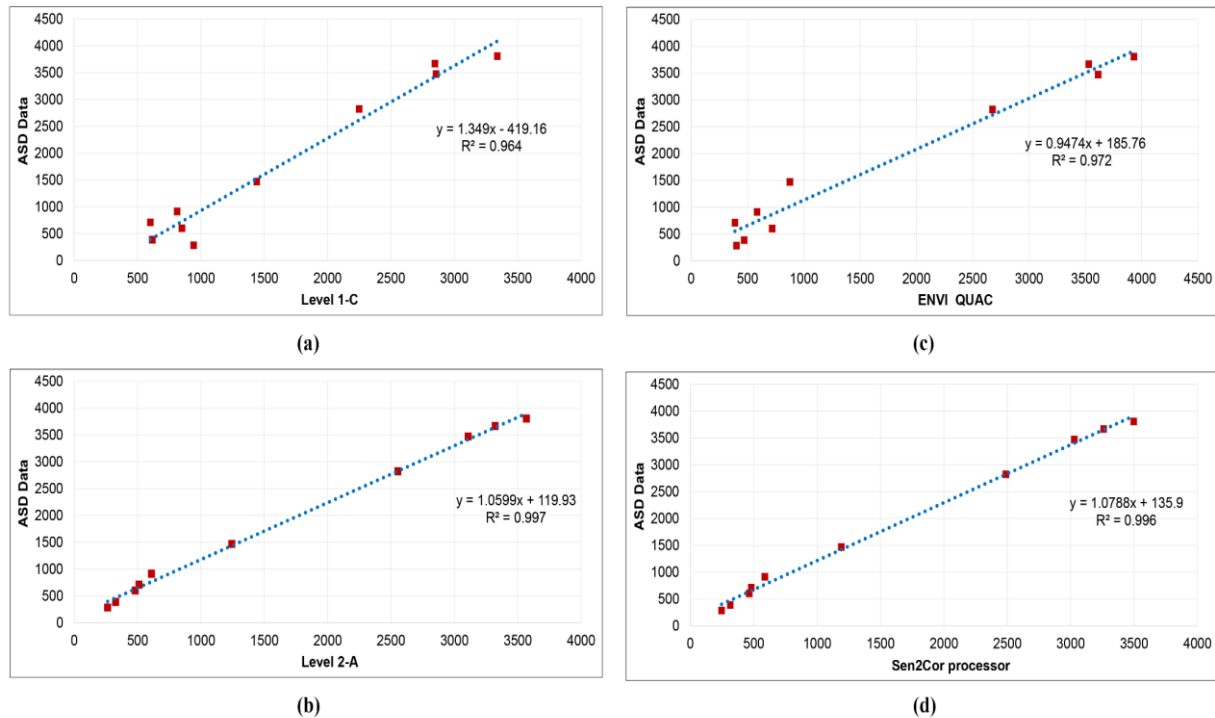 4500
4000
3500
3000
2500
2000
1500
1000
500
0
ASD Data
y = 1.349x - 419.16
R² = 0.964
0 500 1000 1500 2000 2500 3000 3500 4000
Level 1-C
(a)
4500
4000
3500
3000
2500
2000
1500
1000
500
0
ASD Data
y = 0.9474x + 185.76
R² = 0.972
0 500 1000 1500 2000 2500 3000 3500 4000 4500
ENVI QUAC
(c)
4500
4000
3500
3000
2500
2000
1500
1000
500
0
ASD Data
y = 1.0599x + 119.93
R² = 0.997
0 500 1000 1500 2000 2500 3000 3500 4000
Level 2-A
(b)
4500
4000
3500
3000
2500
2000
1500
1000
500
0
ASD Data
y = 1.0788x + 135.9
R² = 0.996
0 500 1000 1500 2000 2500 3000 3500 4000
Sen2Cor processor
(d)